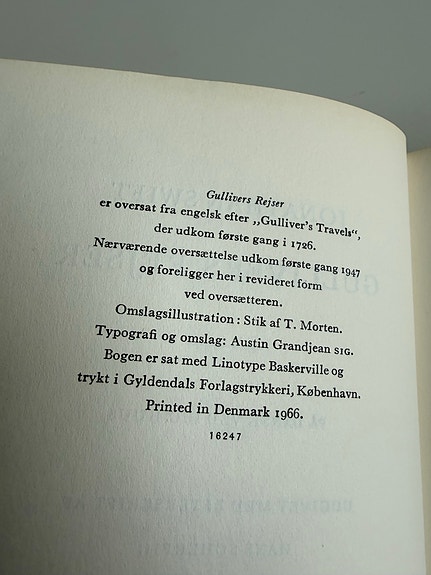 Gullivers Rejser
er oversat fra engelsk efter „Gulliver's Travels“,
der udkom første gang i 1726.
Nærværende oversættelse udkom første gang 1947
og foreligger her i revideret form
ved oversætteren.
Omslagsillustration: Stik af T. Morten.
Typografi og omslag: Austin Grandjean SIG.
Bogen er sat med Linotype Baskerville og
trykt i Gyldendals Forlagstrykkeri, København.
Printed in Denmark 1966.
16247